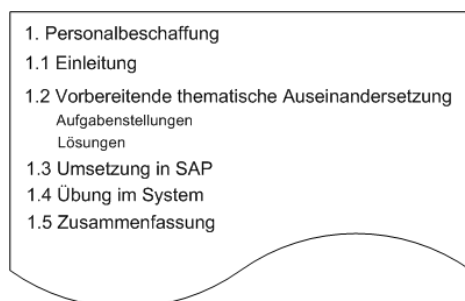 1. Personalbeschaffung
1.1 Einleitung
1.2 Vorbereitende thematische Auseinandersetzung
Aufgabenstellungen
Lösungen
1.3 Umsetzung in SAP
1.4 Übung im System
1.5 Zusammenfassung